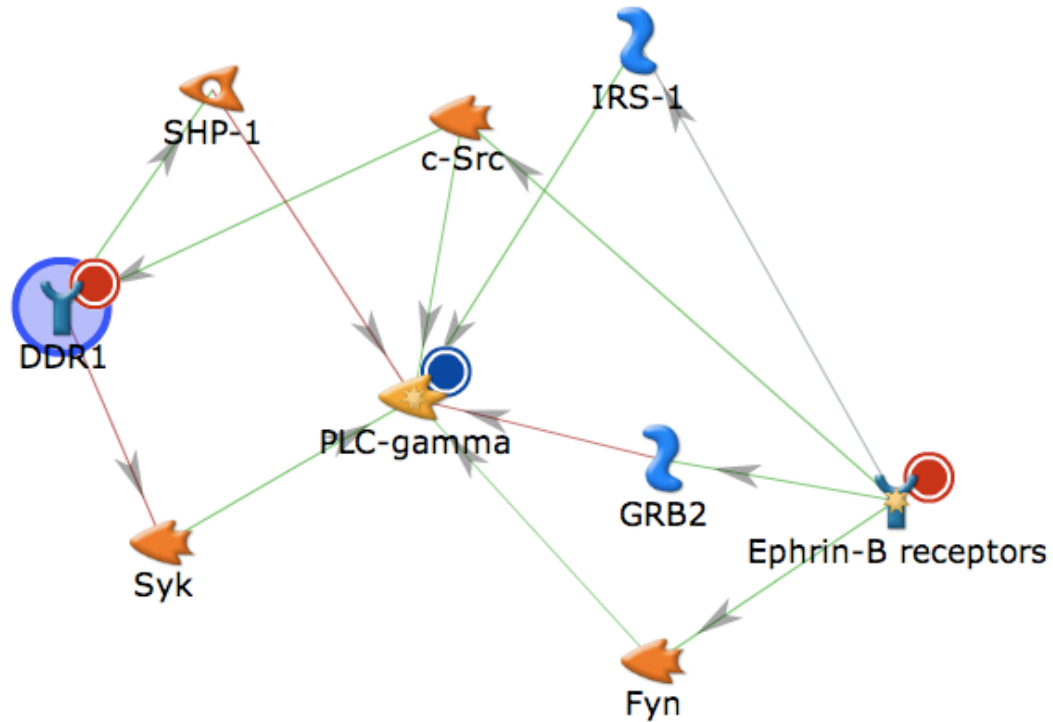 IRS-1
SHP-1
c-Src
DDR1
PLC-gamma
GRB2
Ephrin-B receptors
Syk
Fyn